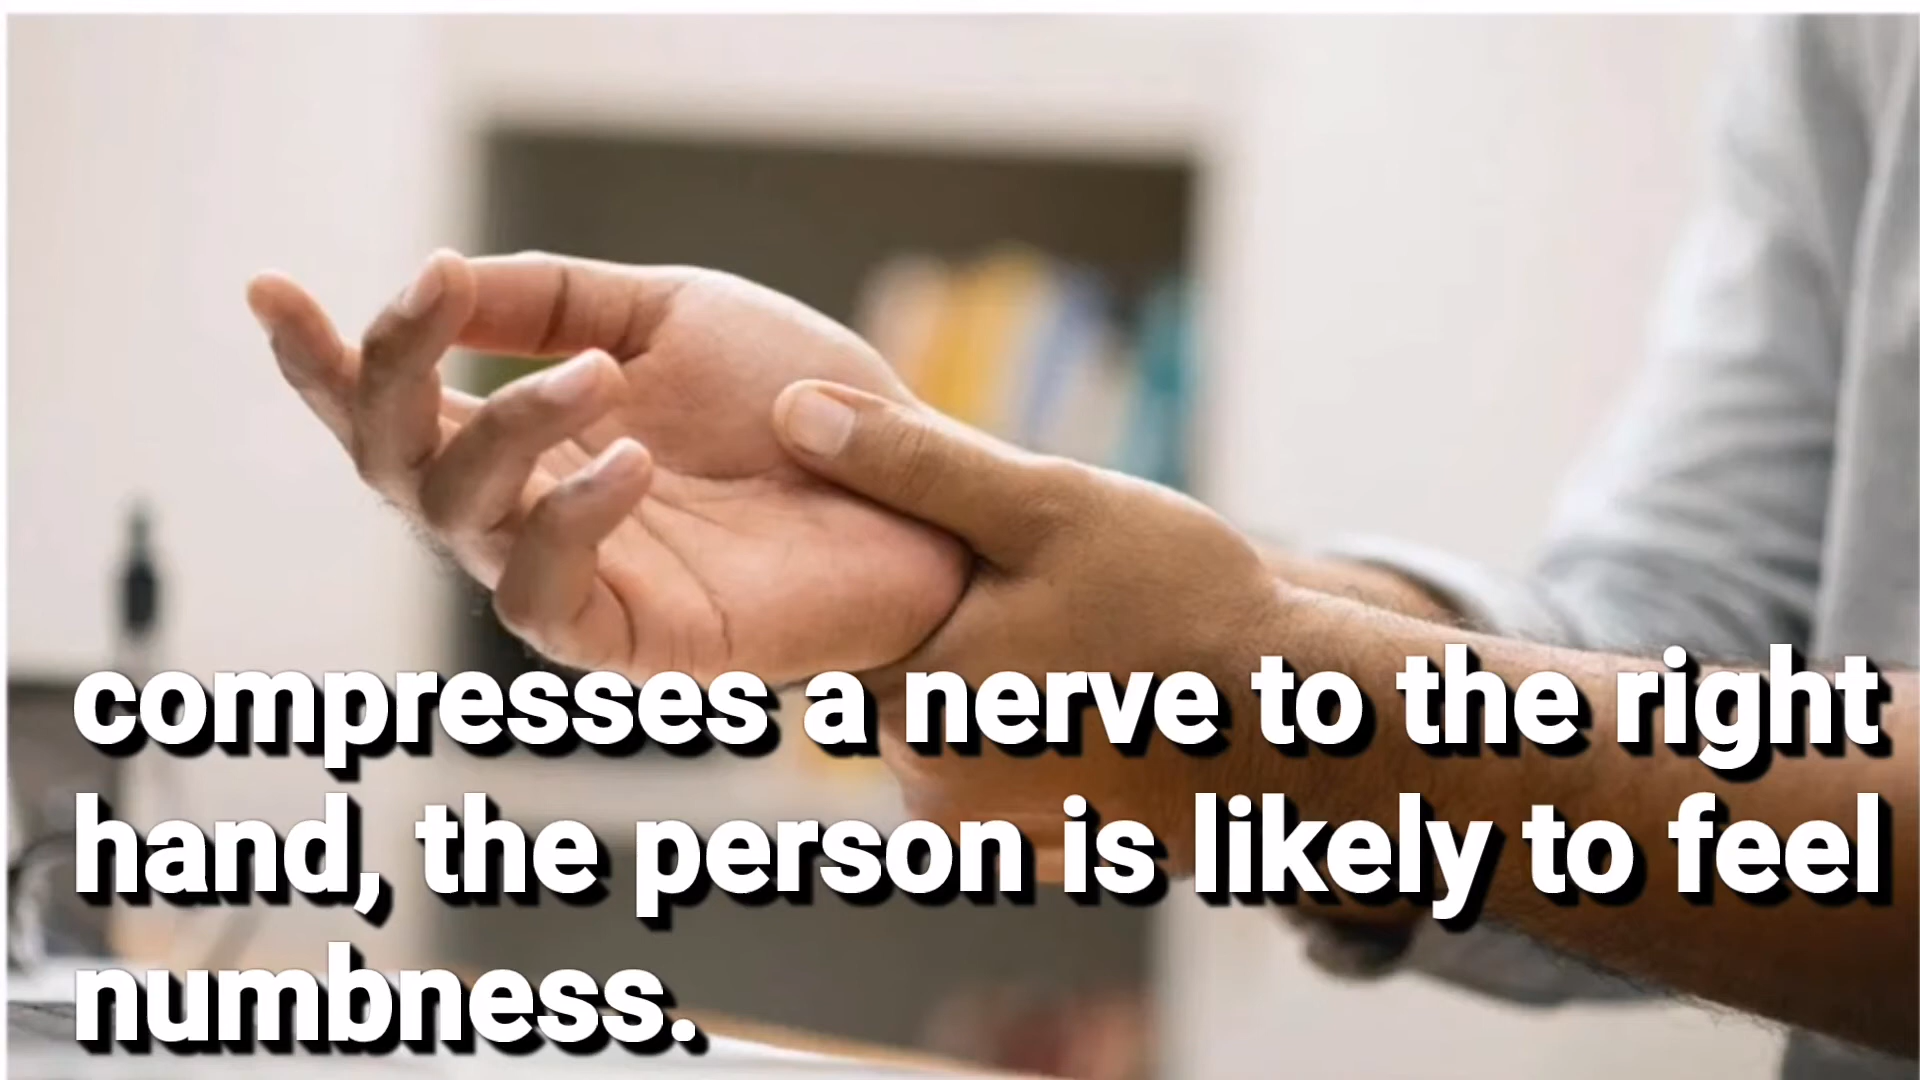 compresses a nerve to the right
hand, the person is likely to feel
numbness.